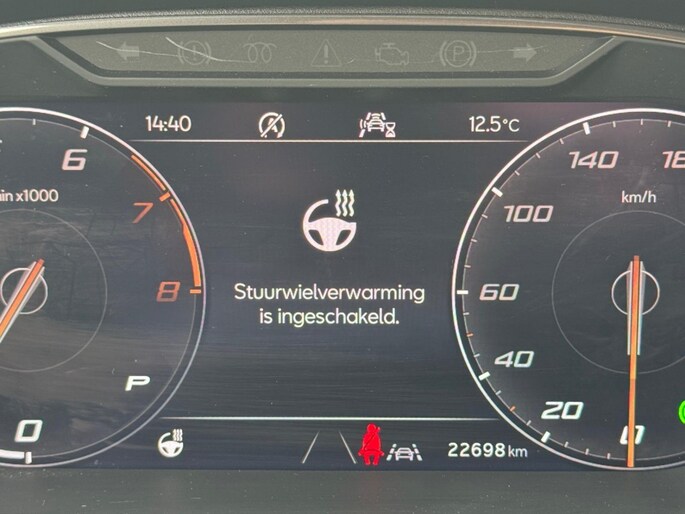 14:40
12.5°C
6
min x1000
7
8
P
0
Stuurwielverwarming
is ingeschakeld.
140
180
km/h
100
60
40
20
0
22698 km
P
A